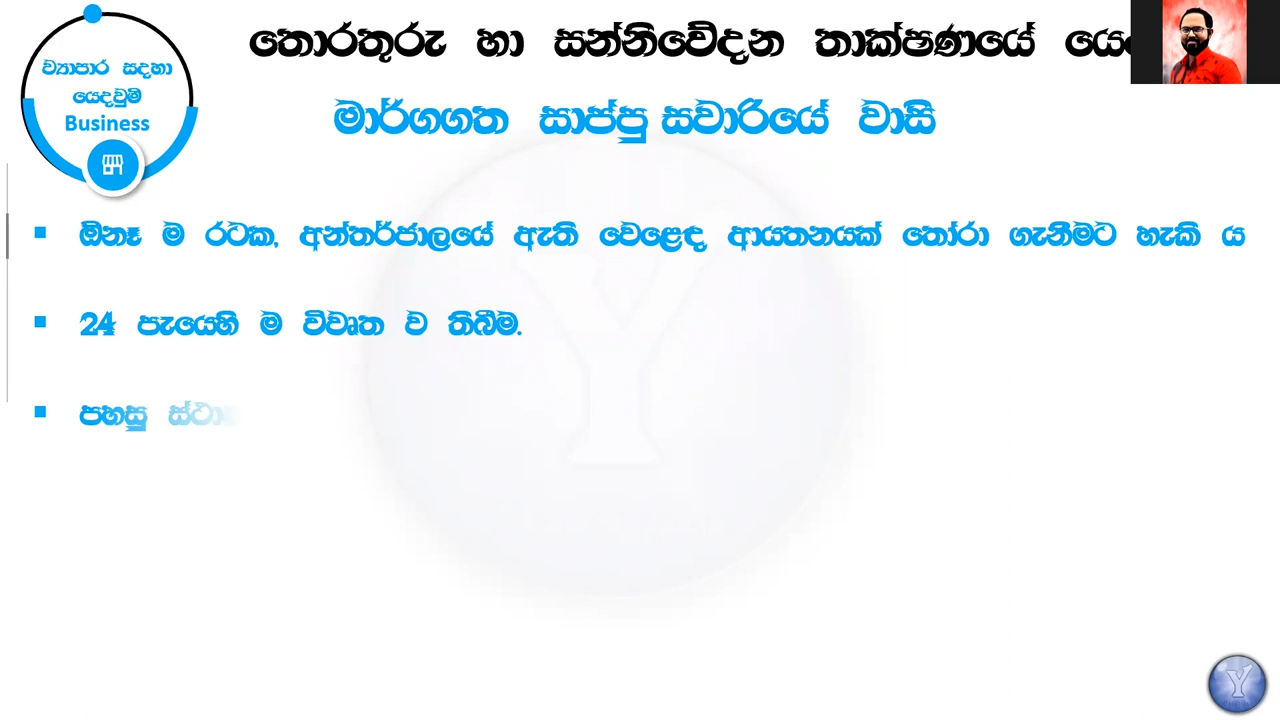 තොරතුරු හා සන්නිවේදන තාක්ෂණයේ
ව්‍යාපාර සඳහා
යෙදවුම්
Business
මාර්ගගත සාප්පු සවාරියේ වාසි
ඕනෑ ම රටක, අන්තර්ජාලයේ ඇති වෙළෙඳ ආයතනයක් තෝරා ගැනීමට හැකි ය
24 පැයෙහි ම විවෘත ව තිබීම.
පහසු
Y